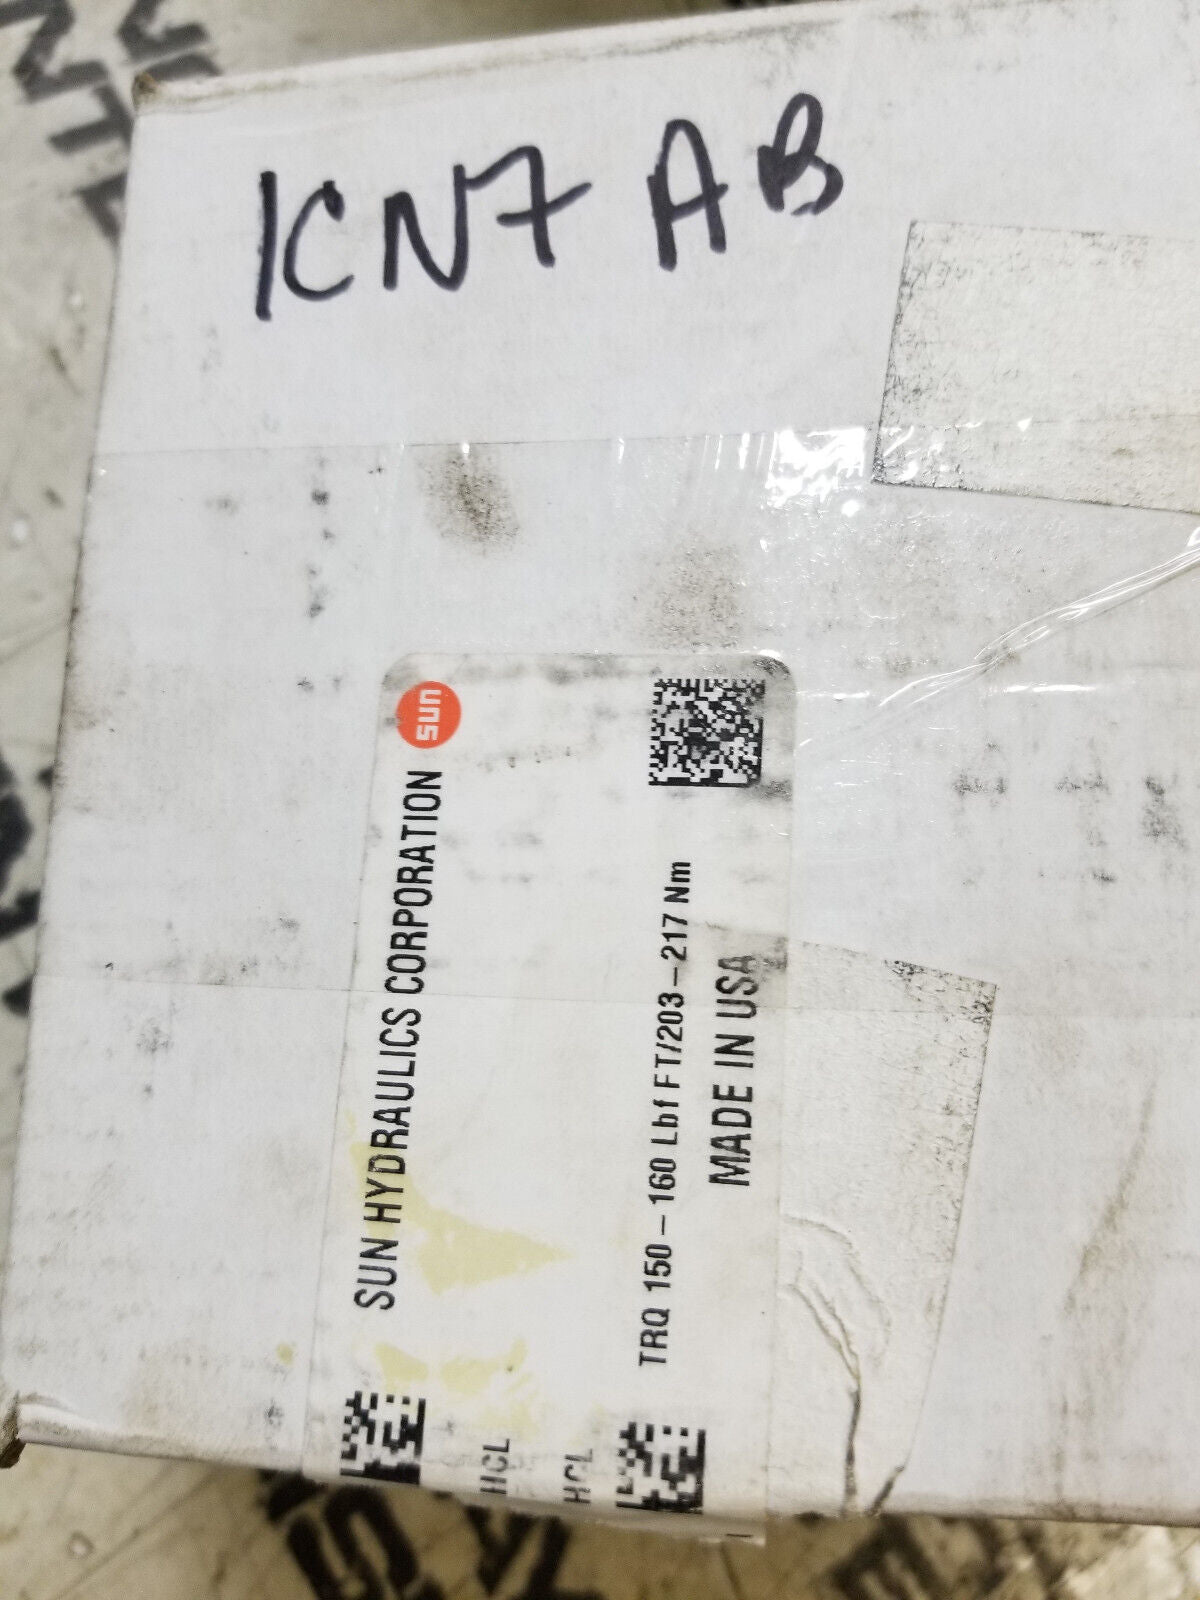 ICN7 AB
sun
SUN HYDRAULICS CORPORATION
HCL
HCL
TRQ 150-160 Lbf FT/203-217 Nm
MADE IN USA